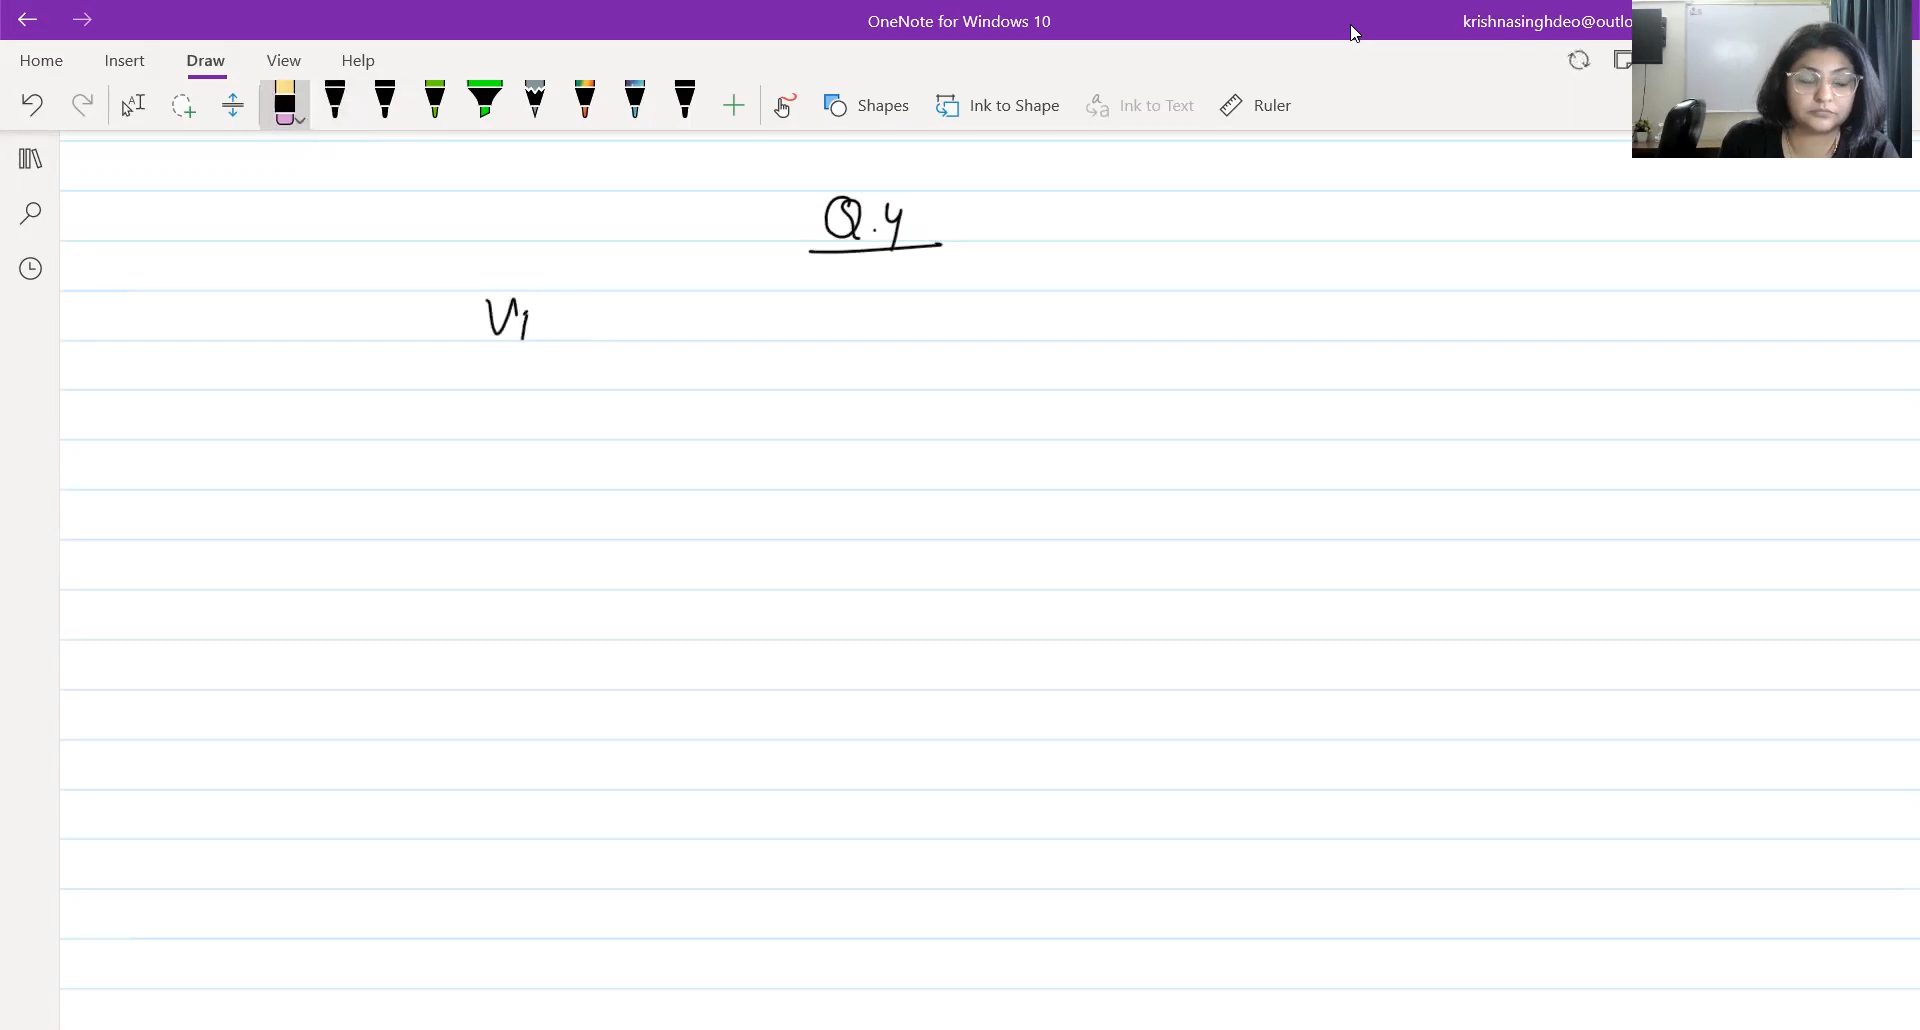 OneNote for Windows 10
krishnasinghdeo@outlo
Home Insert Draw View Help
Shapes Ink to Shape Ink to Text Ruler
Q.4
V1